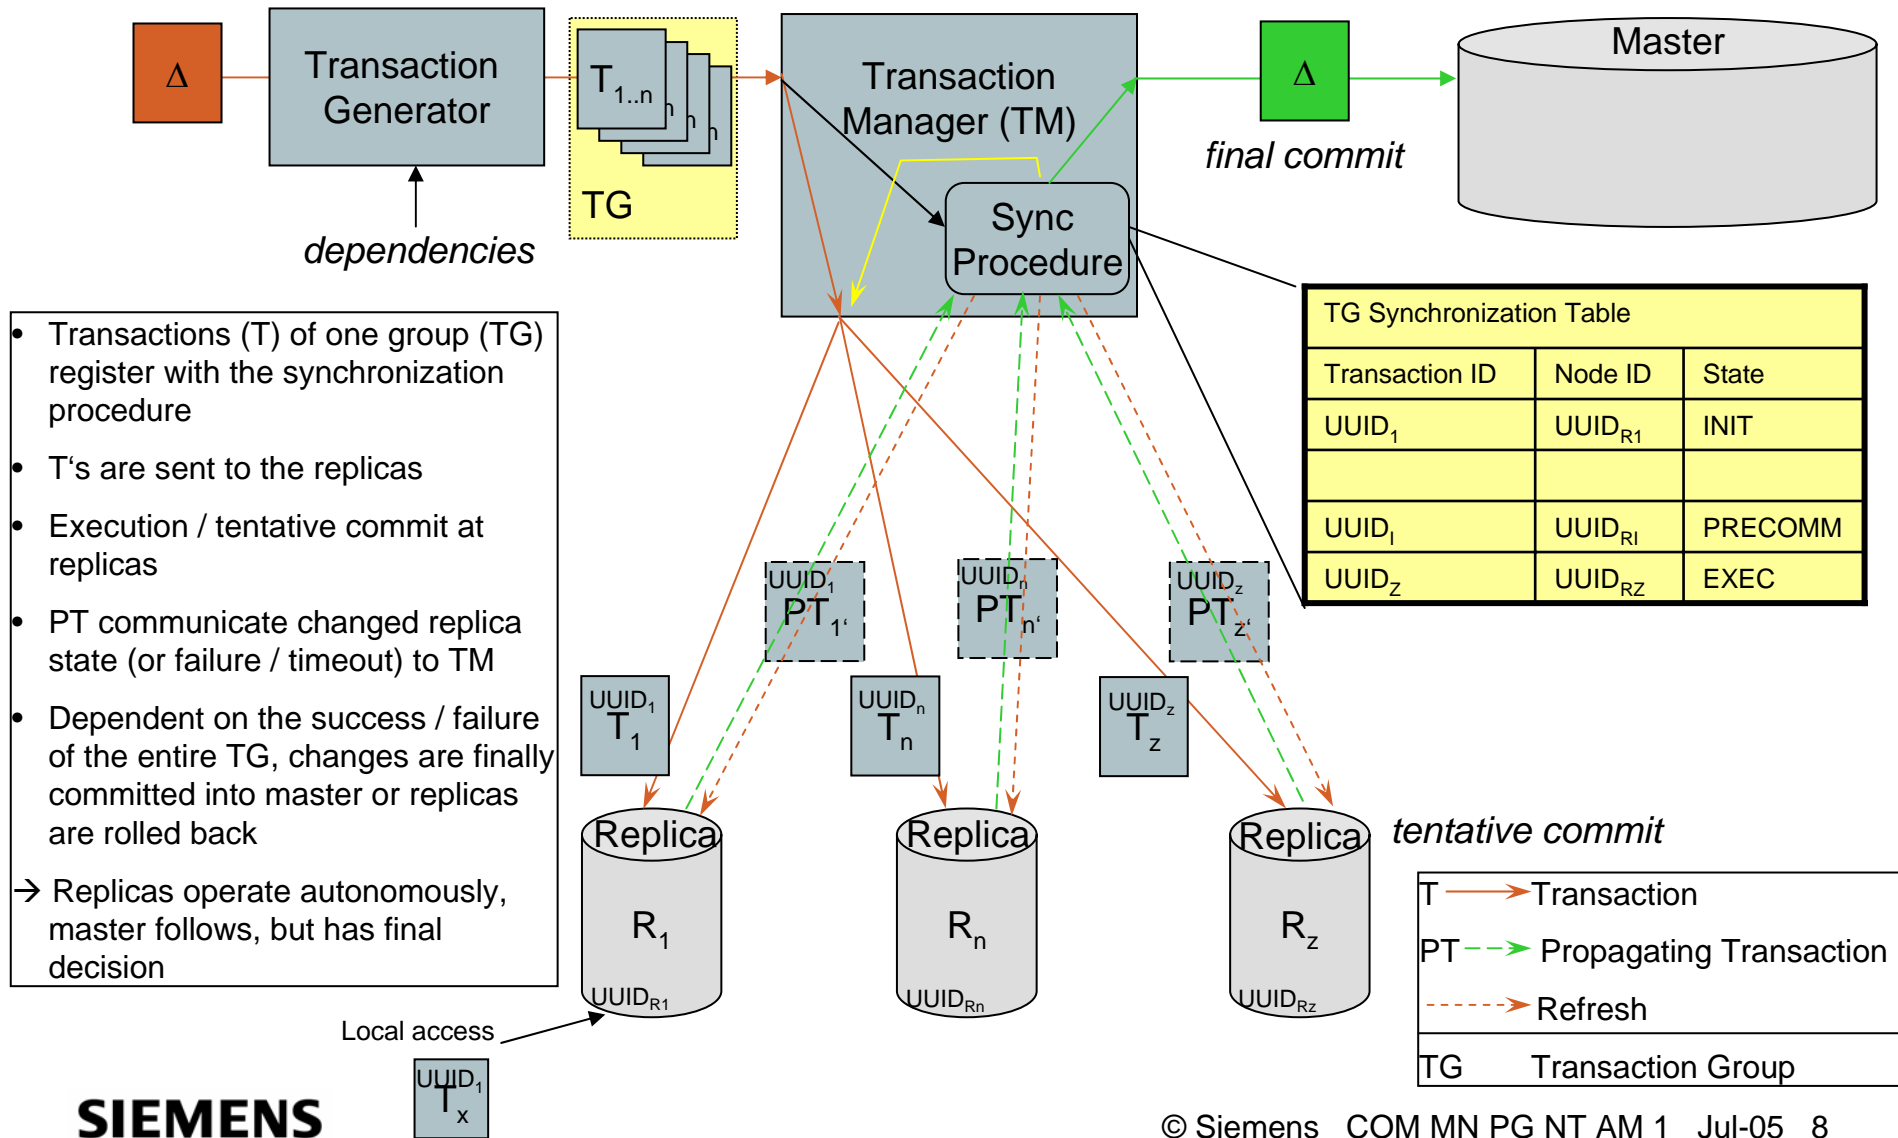 Δ
Transaction
Generator
T1..n
n
n
n
TG
dependencies
Transaction
Manager (TM)
Sync
Procedure
Δ
final commit
Master
TG Synchronization Table
Transaction ID Node ID State
UUID1 UUIDR1 INIT
UUIDI UUIDRI PRECOMM
UUIDZ UUIDRZ EXEC
• Transactions (T) of one group (TG)
register with the synchronization
procedure
• T‘s are sent to the replicas
• Execution / tentative commit at
replicas
• PT communicate changed replica
state (or failure / timeout) to TM
• Dependent on the success / failure
of the entire TG, changes are finally
committed into master or replicas
are rolled back
→ Replicas operate autonomously,
master follows, but has final
decision
UUID1
PT1‘
UUIDn
PTn‘
UUIDz
PTz‘
UUID1
T1
UUIDn
Tn
UUIDz
Tz
Replica
R1
UUIDR1
Replica
Rn
UUIDRn
Replica
Rz
UUIDRz
tentative commit
T Transaction
PT Propagating Transaction
Refresh
TG Transaction Group
Local access
UUID1
Tx
SIEMENS
© Siemens COM MN PG NT AM 1 Jul-05 8